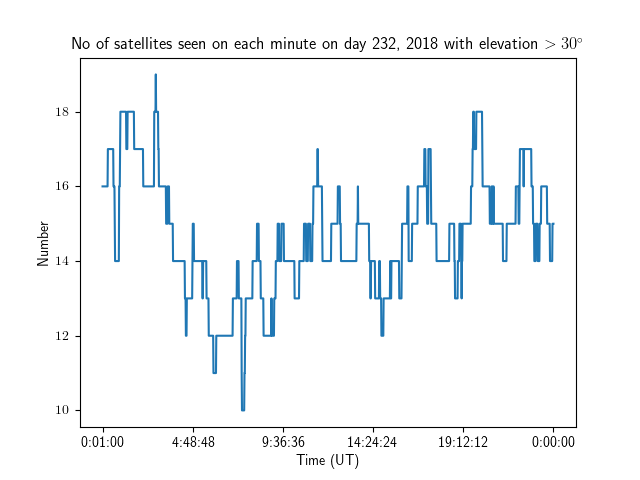 No of satellites seen on each minute on day 232, 2018 with elevation > 30°
Number
18
16
14
12
10
0:01:00 4:48:48 9:36:36 14:24:24 19:12:12 0:00:00
Time (UT)